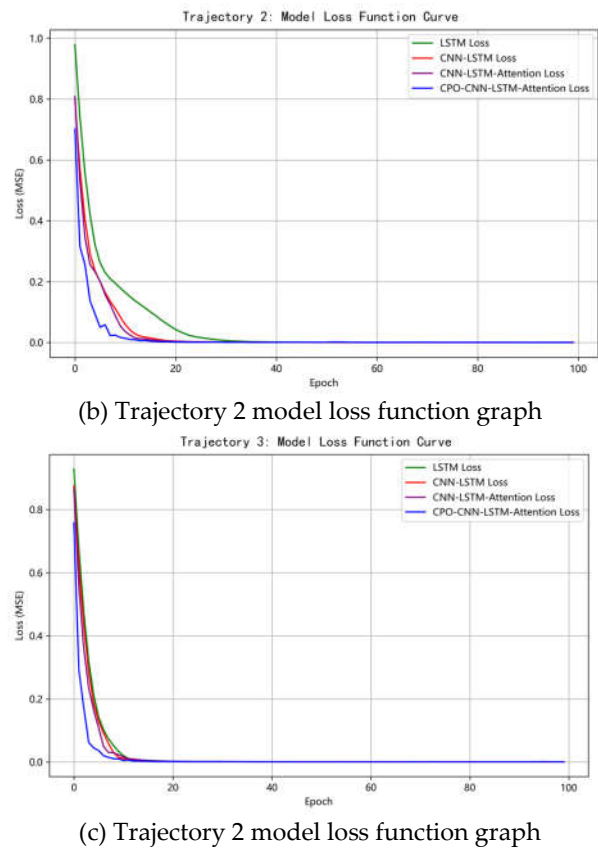 Trajectory 2: Model Loss Function Curve
1.0
0.8
0.6
0.4
0.2
0.0
Loss (MSE)
LSTM Loss
CNN-LSTM Loss
CNN-LSTM-Attention Loss
CPO-CNN-LSTM-Attention Loss
0 20 40 60 80 100
Epoch
(b) Trajectory 2 model loss function graph
Trajectory 3: Model Loss Function Curve
0.8
0.6
0.4
0.2
0.0
Loss (MSE)
LSTM Loss
CNN-LSTM Loss
CNN-LSTM-Attention Loss
CPO-CNN-LSTM-Attention Loss
0 20 40 60 80 100
Epoch
(c) Trajectory 2 model loss function graph